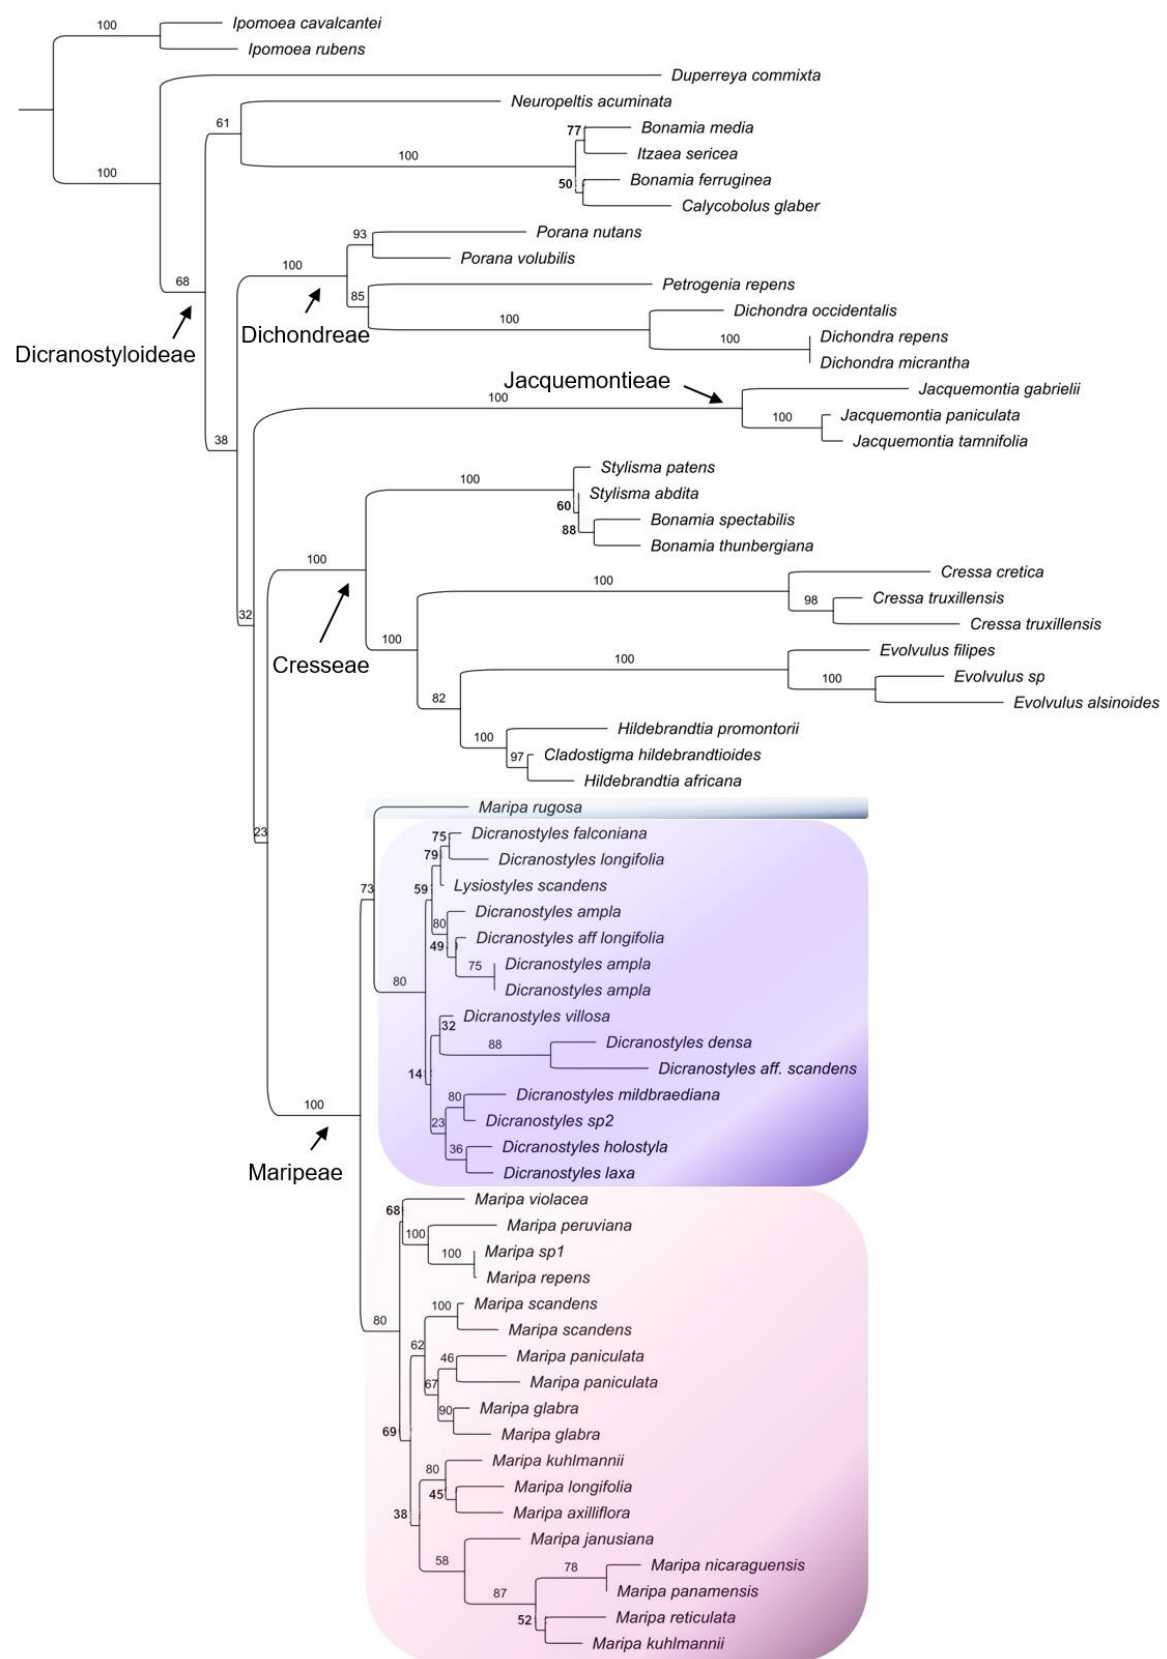 100
Ipomoea cavalcantei
Ipomoea rubens
Duperreya commixta
Neuropeltis acuminata
61
77
Bonamia media
100
Itzaea sericea
100
50
Bonamia ferruginea
Calycobolus glaber
93
Porana nutans
Porana volubilis
100
68
Petrogenia repens
85
Dichondra occidentalis
100
Dichondreae
Dichondra repens
100
Dicranostyloideae
Dichondra micrantha
Jacquemontieae
Jacquemontia gabrielii
100
Jacquemontia paniculata
100
38
Jacquemontia tamnifolia
Stylisma patens
100
Stylisma abdita
60
Bonamia spectabilis
88
Bonamia thunbergiana
100
Cressa cretica
100
Cressa truxillensis
98
32
Cressa truxillensis
100
Evolvulus filipes
Cresseae
100
Evolvulus sp
100
82
Evolvulus alsinoides
Hildebrandtia promontorii
100
Cladostigma hildebrandtioides
97
Hildebrandtia africana
Maripa rugosa
23
75
Dicranostyles falconiana
79
Dicranostyles longifolia
73
59
Lysiostyles scandens
Dicranostyles ampla
80
Dicranostyles aff longifolia
49
75
Dicranostyles ampla
80
Dicranostyles ampla
Dicranostyles villosa
32
88
Dicranostyles densa
14
Dicranostyles aff. scandens
80
Dicranostyles mildbraediana
100
23
Dicranostyles sp2
36
Dicranostyles holostyla
Maripeae
Dicranostyles laxa
68
Maripa violacea
100
Maripa peruviana
100
Maripa sp1
Maripa repens
80
100
Maripa scandens
Maripa scandens
62
46
Maripa paniculata
67
Maripa paniculata
90
Maripa glabra
69
Maripa glabra
80
Maripa kuhlmannii
45
Maripa longifolia
38
Maripa axilliflora
58
Maripa janusiana
78
Maripa nicaraguensis
87
Maripa panamensis
52
Maripa reticulata
Maripa kuhlmannii